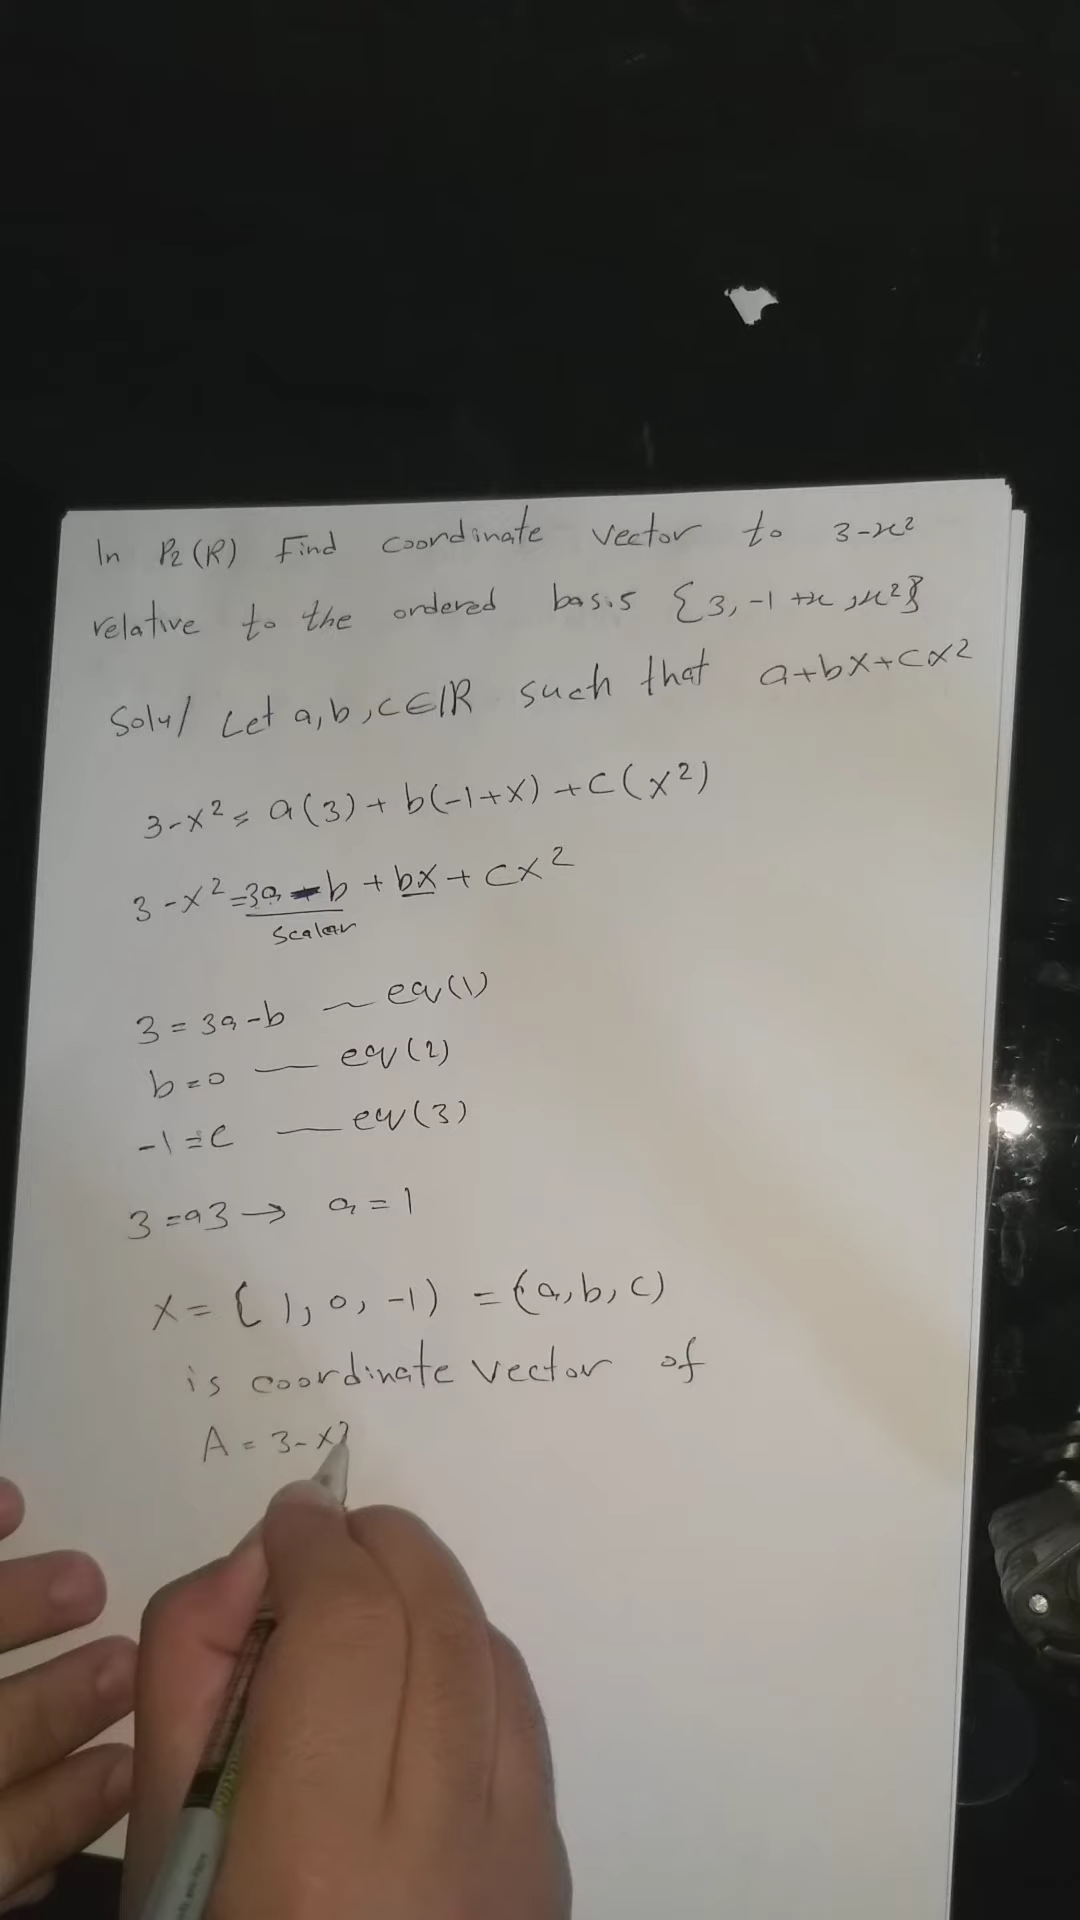 In P₂(R) Find coordinate vector to 3-x²
relative to the ordered basis {3, -1+x, x²}
Solu/ Let a, b, c ∈ IR such that a+bx+cx²
3-x² = a(3) + b(-1+x) + c(x²)
3-x² = 3a - b + bx + cx²
scalar
3 = 3a-b — eq(1)
b=0 — eq(2)
-1=c — eq(3)
3=a3 → a=1
X = (1, 0, -1) = (a, b, c)
is coordinate vector of
A = 3-x²